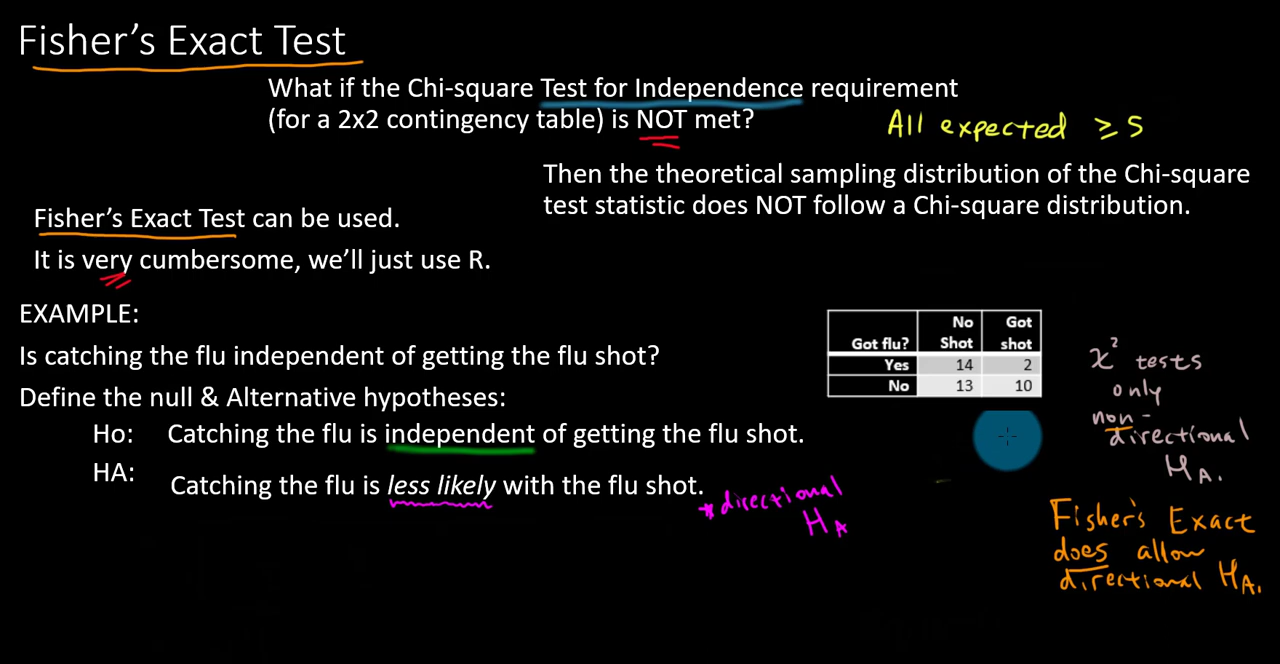 Fisher's Exact Test
What if the Chi-square Test for Independence requirement
(for a 2x2 contingency table) is NOT met?
All expected ≥ 5
Then the theoretical sampling distribution of the Chi-square
test statistic does NOT follow a Chi-square distribution.
Fisher's Exact Test can be used.
It is very cumbersome, we'll just use R.
EXAMPLE:
Is catching the flu independent of getting the flu shot?
Define the null & Alternative hypotheses:
Ho: Catching the flu is independent of getting the flu shot.
HA: Catching the flu is less likely with the flu shot.
* directional
HA
Got flu? No Shot Got shot
Yes 14 2
No 13 10
χ² tests
only
non-
directional
HA.
Fisher's Exact
does allow
directional HA.